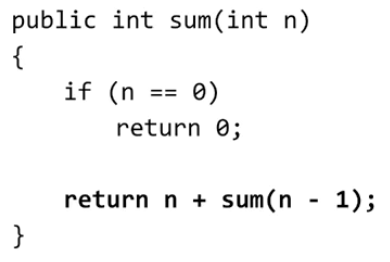 public int sum(int n)
{
    if (n == 0)
        return 0;

    return n + sum(n - 1);
}